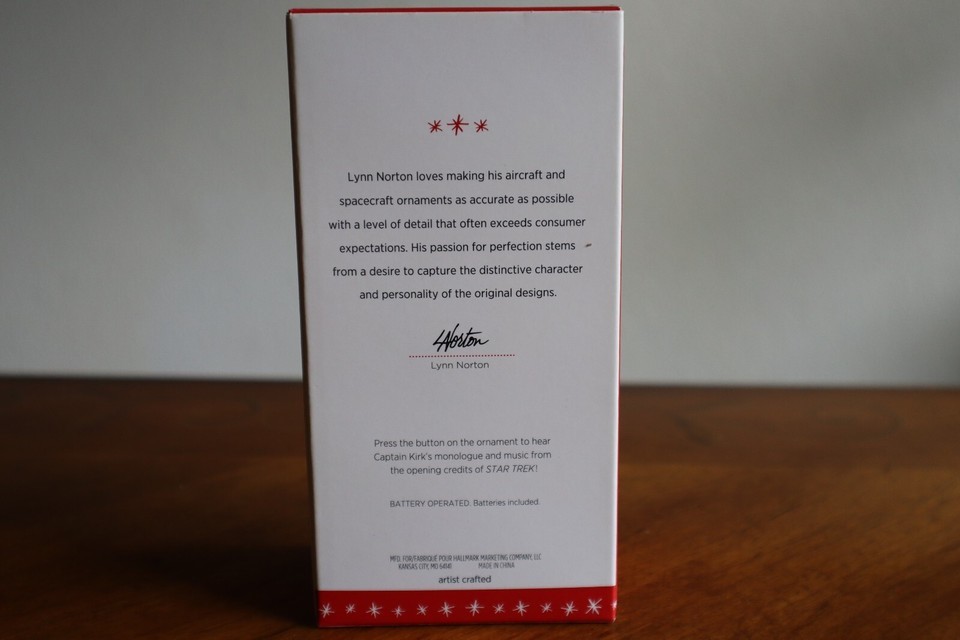 Lynn Norton loves making his aircraft and
spacecraft ornaments as accurate as possible
with a level of detail that often exceeds consumer
expectations. His passion for perfection stems
from a desire to capture the distinctive character
and personality of the original designs.
LNorton
Lynn Norton
Press the button on the ornament to hear
Captain Kirk's monologue and music from
the opening credits of STAR TREK!
BATTERY OPERATED. Batteries included.
MFD. FOR/FABRIQUÉ POUR HALLMARK MARKETING COMPANY, LLC
KANSAS CITY, MO 64141 MADE IN CHINA
artist crafted